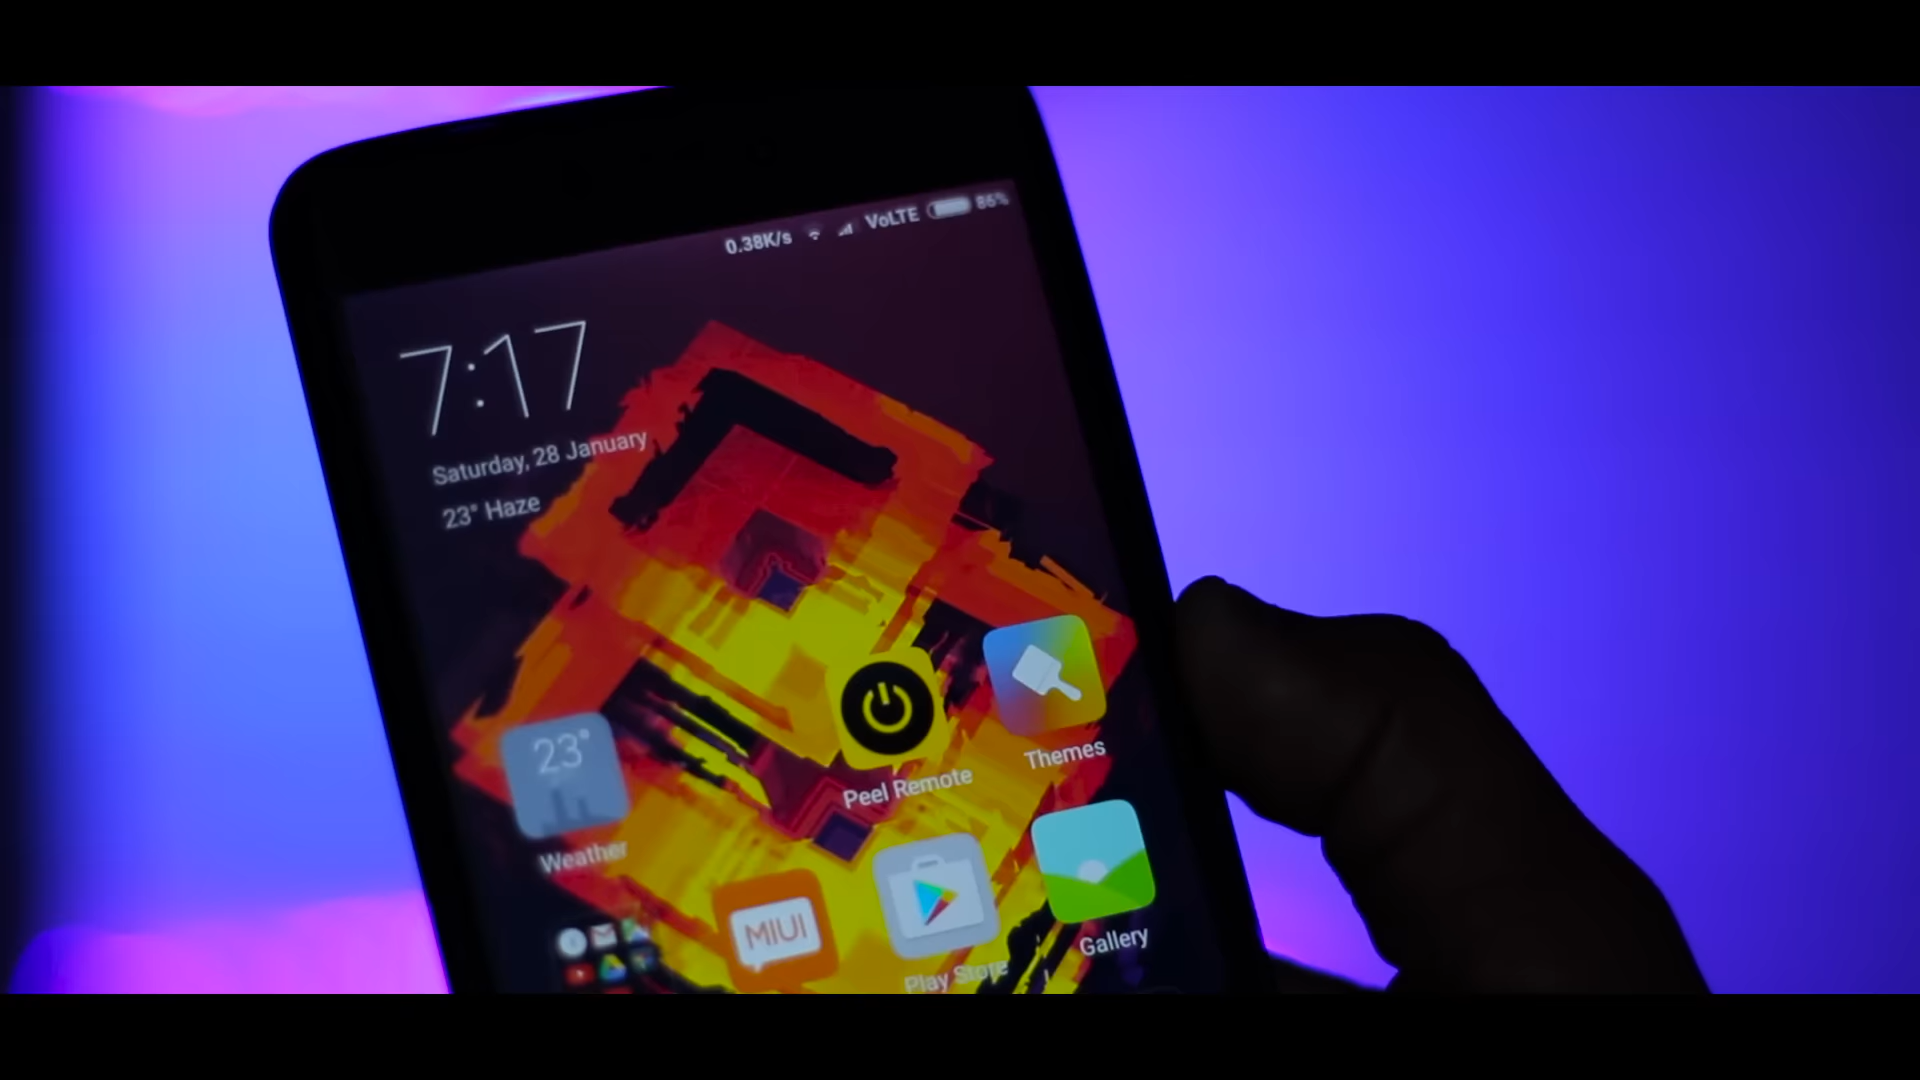 0.38K/s VoLTE 86%
7:17
Saturday, 28 January
23° Haze
23°
Weather
Peel Remote
Themes
MIUI
Play Store
Gallery